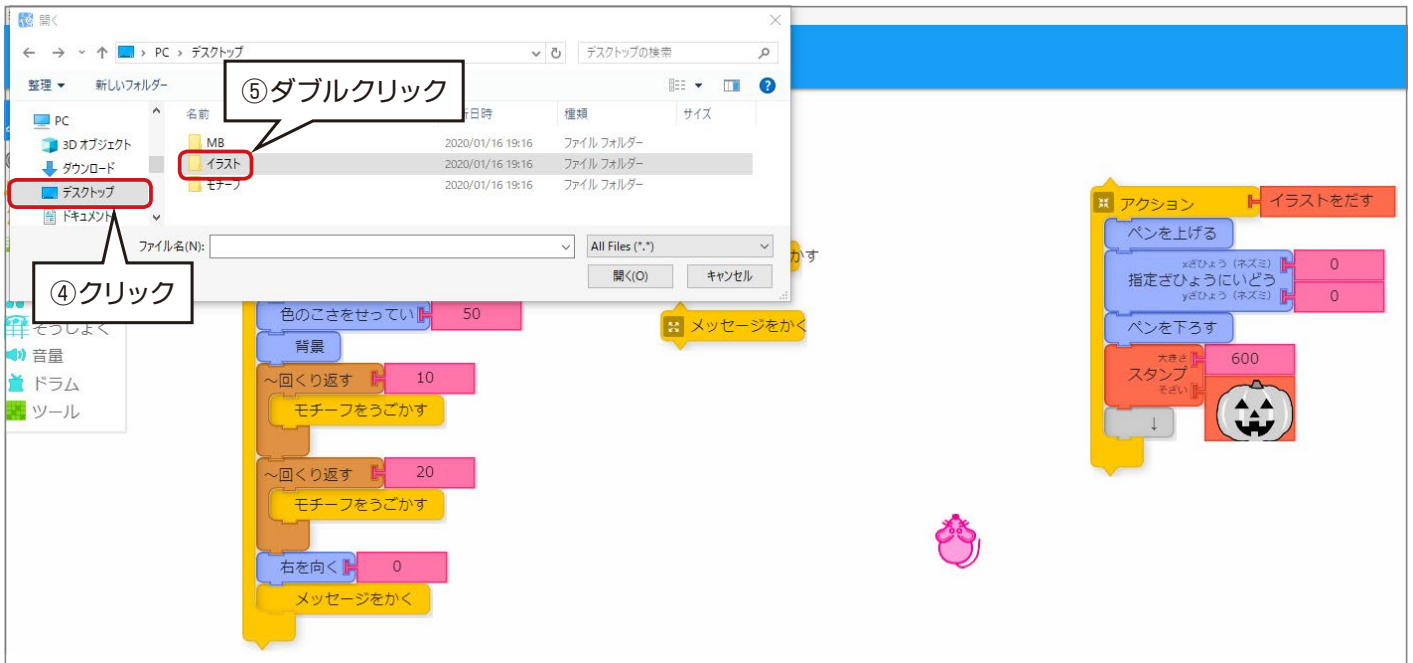 開く
PC > デスクトップ
デスクトップの検索
整理 新しいフォルダー
⑤ダブルクリック
名前 日時 種類 サイズ
PC
3D オブジェクト
ダウンロード
デスクトップ
ドキュメント
MB 2020/01/16 19:16 ファイル フォルダー
イラスト 2020/01/16 19:16 ファイル フォルダー
モチーフ 2020/01/16 19:16 ファイル フォルダー
ファイル名(N): All Files (*.*)
開く(O) キャンセル
④クリック
かす
そうしょく
音量
ドラム
ツール
色のこさをせってい 50
背景
~回くり返す 10
モチーフをうごかす
~回くり返す 20
モチーフをうごかす
右を向く 0
メッセージをかく
メッセージをかく
アクション イラストをだす
ペンを上げる
xざひょう(ネズミ) 0
指定ざひょうにいどう
yざひょう(ネズミ) 0
ペンを下ろす
大きさ 600
スタンプ
そざい
↓